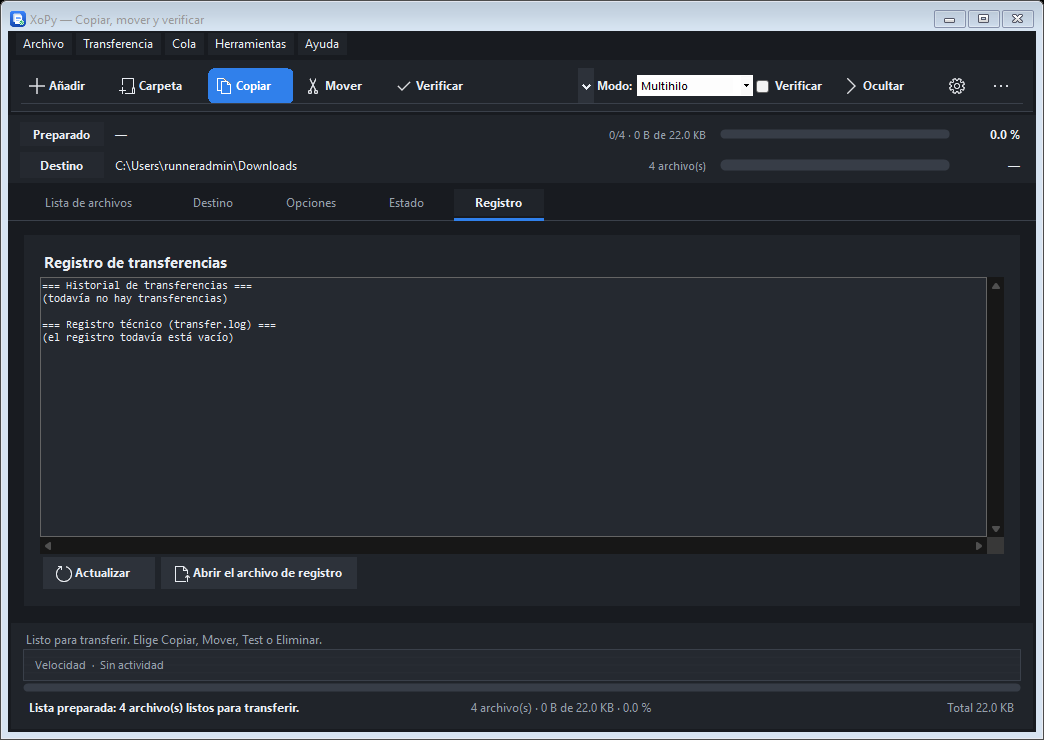 XoPy — Copiar, mover y verificar
Archivo Transferencia Cola Herramientas Ayuda
Añadir Carpeta Copiar Mover Verificar Modo: Multihilo Verificar Ocultar ...
Preparado — 0/4 · 0 B de 22.0 KB 0.0 %
Destino C:\Users\runneradmin\Downloads 4 archivo(s) —
Lista de archivos Destino Opciones Estado Registro
Registro de transferencias
=== Historial de transferencias ===
(todavía no hay transferencias)
=== Registro técnico (transfer.log) ===
(el registro todavía está vacío)
Actualizar Abrir el archivo de registro
Listo para transferir. Elige Copiar, Mover, Test o Eliminar.
Velocidad · Sin actividad
Lista preparada: 4 archivo(s) listos para transferir. 4 archivo(s) · 0 B de 22.0 KB · 0.0 % Total 22.0 KB